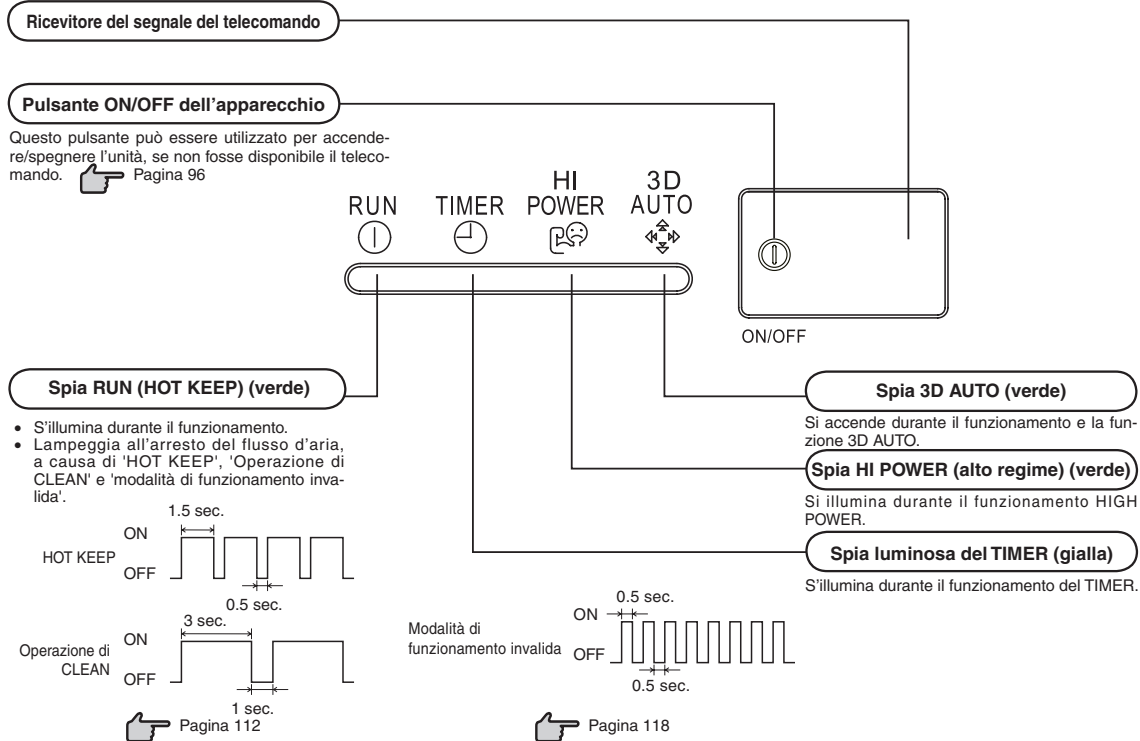 Ricevitore del segnale del telecomando
Pulsante ON/OFF dell'apparecchio
Questo pulsante può essere utilizzato per accende-
re/spegnere l'unità, se non fosse disponibile il teleco-
mando. Pagina 96
RUN
TIMER
HI
POWER
3D
AUTO
ON/OFF
Spia RUN (HOT KEEP) (verde)
• S'illumina durante il funzionamento.
• Lampeggia all'arresto del flusso d'aria,
a causa di 'HOT KEEP', 'Operazione di
CLEAN' e 'modalità di funzionamento inva-
lida'.
1.5 sec.
ON
HOT KEEP
OFF
0.5 sec.
3 sec.
ON
Operazione di
CLEAN
OFF
1 sec.
Pagina 112
0.5 sec.
ON
Modalità di
funzionamento invalida
OFF
0.5 sec.
Pagina 118
Spia 3D AUTO (verde)
Si accende durante il funzionamento e la fun-
zione 3D AUTO.
Spia HI POWER (alto regime) (verde)
Si illumina durante il funzionamento HIGH
POWER.
Spia luminosa del TIMER (gialla)
S'illumina durante il funzionamento del TIMER.